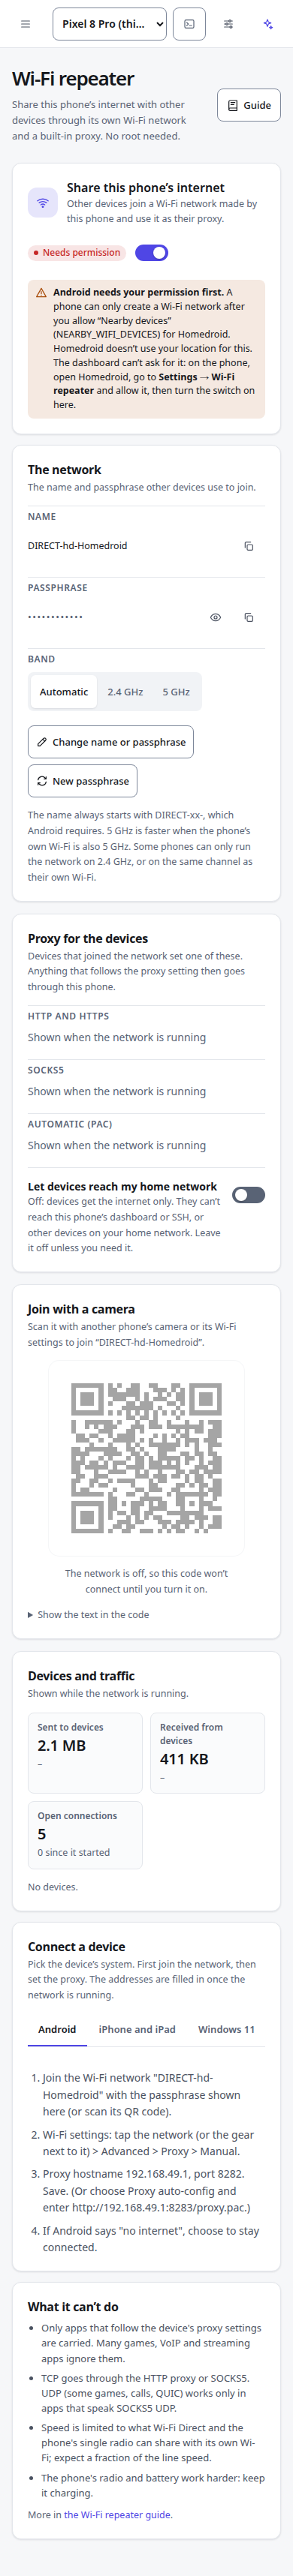 Pixel 8 Pro (thi...
Wi-Fi repeater
Share this phone's internet with other
devices through its own Wi-Fi network
and a built-in proxy. No root needed.
Guide
Share this phone's internet
Other devices join a Wi-Fi network made by
this phone and use it as their proxy.
Needs permission
Android needs your permission first. A
phone can only create a Wi-Fi network after
you allow “Nearby devices”
(NEARBY_WIFI_DEVICES) for Homedroid.
Homedroid doesn't use your location for this.
The dashboard can't ask for it: on the phone,
open Homedroid, go to Settings → Wi-Fi
repeater and allow it, then turn the switch on
here.
The network
The name and passphrase other devices use to join.
NAME
DIRECT-hd-Homedroid
PASSPHRASE
••••••••••••
BAND
Automatic
2.4 GHz
5 GHz
Change name or passphrase
New passphrase
The name always starts with DIRECT-xx-, which
Android requires. 5 GHz is faster when the phone's
own Wi-Fi is also 5 GHz. Some phones can only run
the network on 2.4 GHz, or on the same channel as
their own Wi-Fi.
Proxy for the devices
Devices that joined the network set one of these.
Anything that follows the proxy setting then goes
through this phone.
HTTP AND HTTPS
Shown when the network is running
SOCKS5
Shown when the network is running
AUTOMATIC (PAC)
Shown when the network is running
Let devices reach my home network
Off: devices get the internet only. They can't
reach this phone's dashboard or SSH, or
other devices on your home network. Leave
it off unless you need it.
Join with a camera
Scan it with another phone's camera or its Wi-Fi
settings to join “DIRECT-hd-Homedroid”.
The network is off, so this code won't
connect until you turn it on.
Show the text in the code
Devices and traffic
Shown while the network is running.
Sent to devices
2.1 MB
–
Received from
devices
411 KB
–
Open connections
5
0 since it started
No devices.
Connect a device
Pick the device's system. First join the network, then
set the proxy. The addresses are filled in once the
network is running.
Android
iPhone and iPad
Windows 11
1. Join the Wi-Fi network "DIRECT-hd-
Homedroid" with the passphrase shown
here (or scan its QR code).
2. Wi-Fi settings: tap the network (or the gear
next to it) > Advanced > Proxy > Manual.
3. Proxy hostname 192.168.49.1, port 8282.
Save. (Or choose Proxy auto-config and
enter http://192.168.49.1:8283/proxy.pac.)
4. If Android says "no internet", choose to stay
connected.
What it can't do
• Only apps that follow the device's proxy settings
are carried. Many games, VoIP and streaming
apps ignore them.
• TCP goes through the HTTP proxy or SOCKS5.
UDP (some games, calls, QUIC) works only in
apps that speak SOCKS5 UDP.
• Speed is limited to what Wi-Fi Direct and the
phone's single radio can share with its own Wi-
Fi; expect a fraction of the line speed.
• The phone's radio and battery work harder: keep
it charging.
More in the Wi-Fi repeater guide.